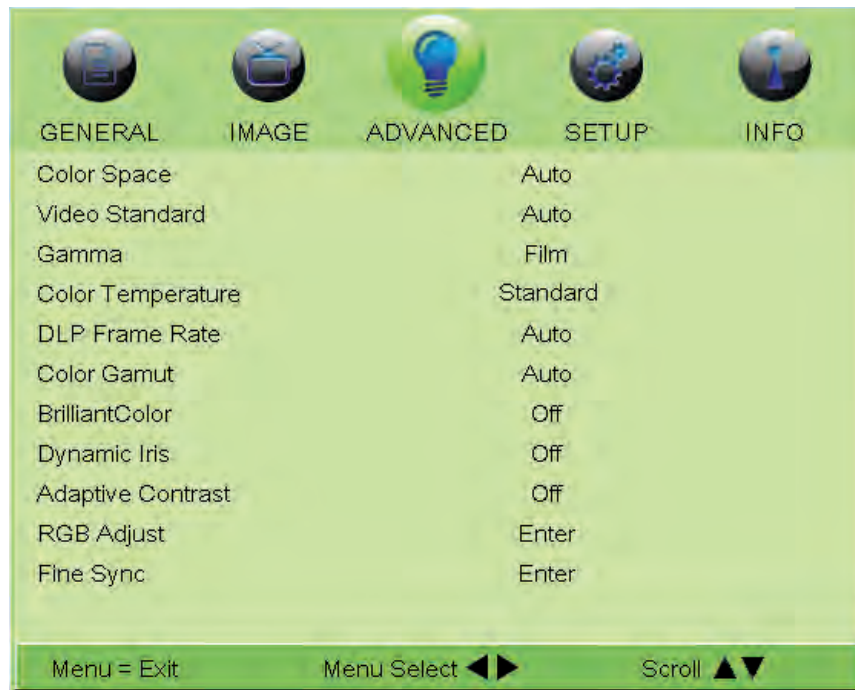 GENERAL IMAGE ADVANCED SETUP INFO
Color Space Auto
Video Standard Auto
Gamma Film
Color Temperature Standard
DLP Frame Rate Auto
Color Gamut Auto
BrilliantColor Off
Dynamic Iris Off
Adaptive Contrast Off
RGB Adjust Enter
Fine Sync Enter
Menu = Exit Menu Select ◀▶ Scroll ▲▼